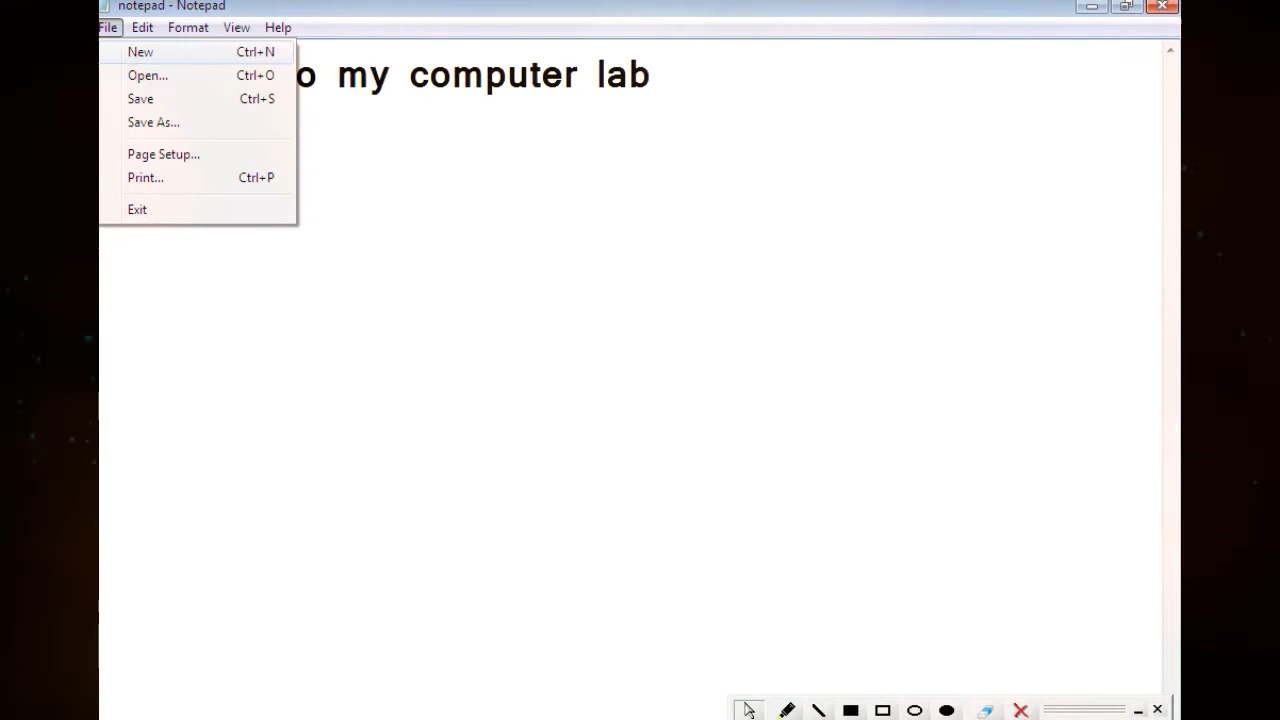 notepad - Notepad
File Edit Format View Help
New Ctrl+N
Open... Ctrl+O
Save Ctrl+S
Save As...
Page Setup...
Print... Ctrl+P
Exit
o my computer lab